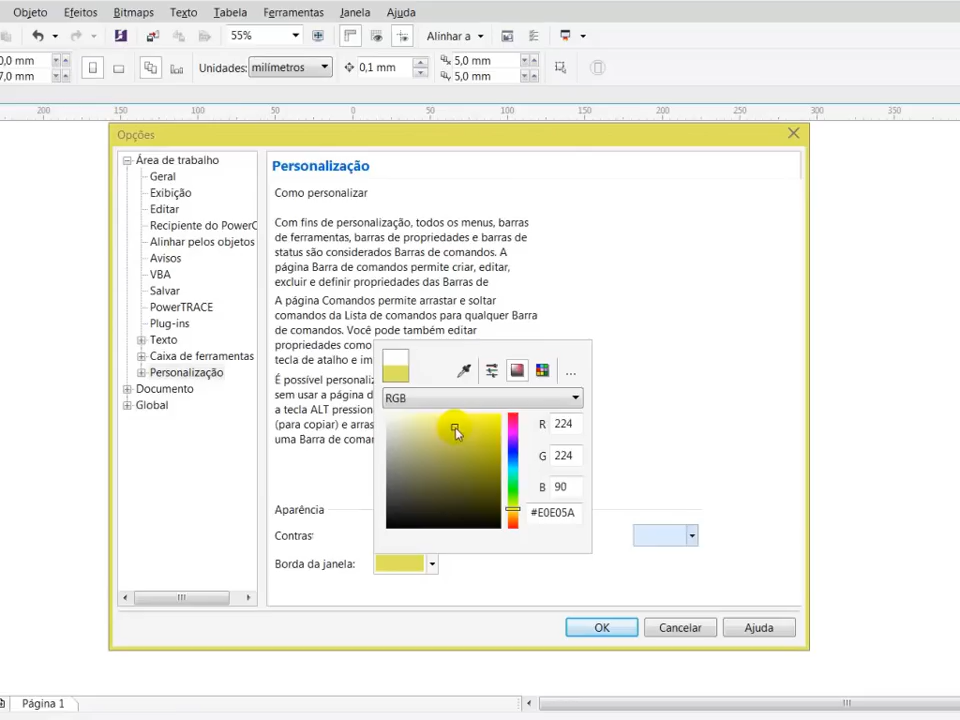 Objeto Efeitos Bitmaps Texto Tabela Ferramentas Janela Ajuda
55% Alinhar a
0,0 mm
7,0 mm
Unidades: milímetros
0,1 mm
5,0 mm
5,0 mm
200 150 100 50 0 50 100 150 200 250 300 350
Opções
Área de trabalho
Geral
Exibição
Editar
Recipiente do PowerC
Alinhar pelos objetos
Avisos
VBA
Salvar
PowerTRACE
Plug-ins
Texto
Caixa de ferramentas
Personalização
Documento
Global
Personalização
Como personalizar
Com fins de personalização, todos os menus, barras
de ferramentas, barras de propriedades e barras de
status são considerados Barras de comandos. A
página Barra de comandos permite criar, editar,
excluir e definir propriedades das Barras de
A página Comandos permite arrastar e soltar
comandos da Lista de comandos para qualquer Barra
de comandos. Você pode também editar
propriedades como
tecla de atalho e im
É possível personaliz
sem usar a página d
a tecla ALT pression
(para copiar) e arras
uma Barra de coman
...
RGB
R 224
G 224
B 90
#E0E05A
Aparência
Contras
Borda da janela:
OK Cancelar Ajuda
Página 1